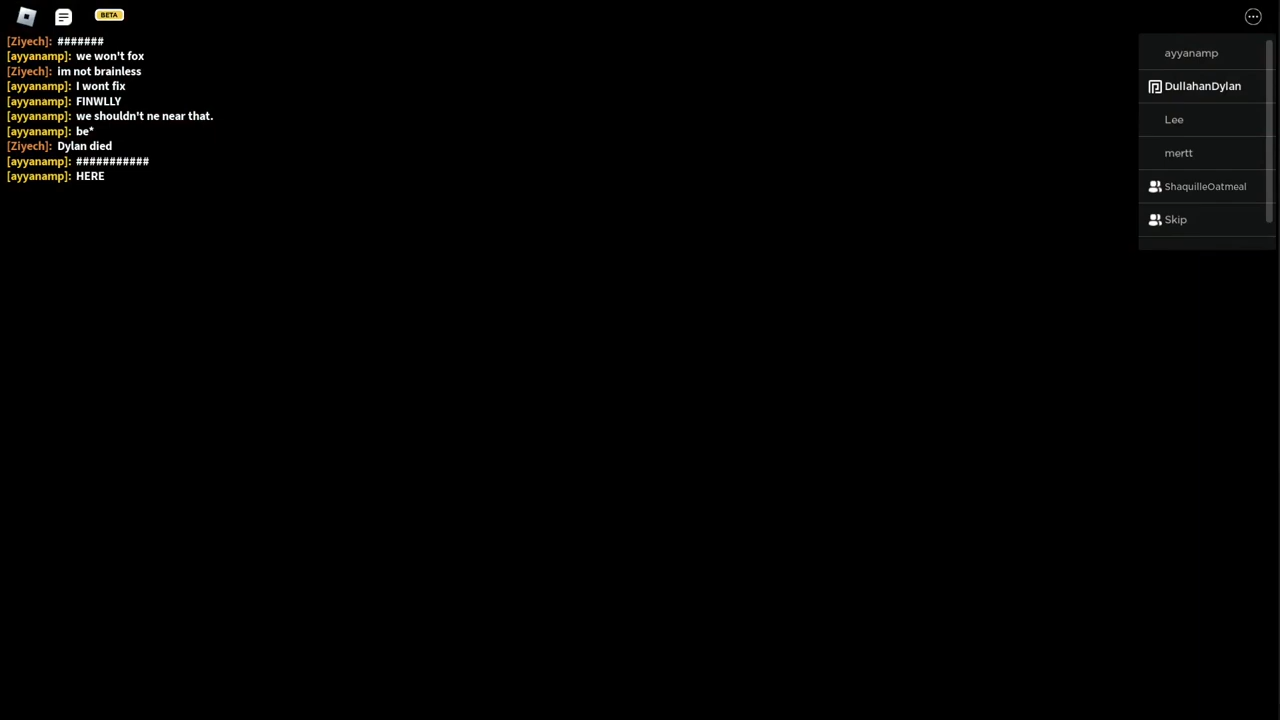 BETA
[Ziyech]: #######
[ayyanamp]: we won't fox
[Ziyech]: im not brainless
[ayyanamp]: I wont fix
[ayyanamp]: FINWLLY
[ayyanamp]: we shouldn't ne near that.
[ayyanamp]: be*
[Ziyech]: Dylan died
[ayyanamp]: ###########
[ayyanamp]: HERE
ayyanamp
DullahanDylan
Lee
mertt
ShaquilleOatmeal
Skip